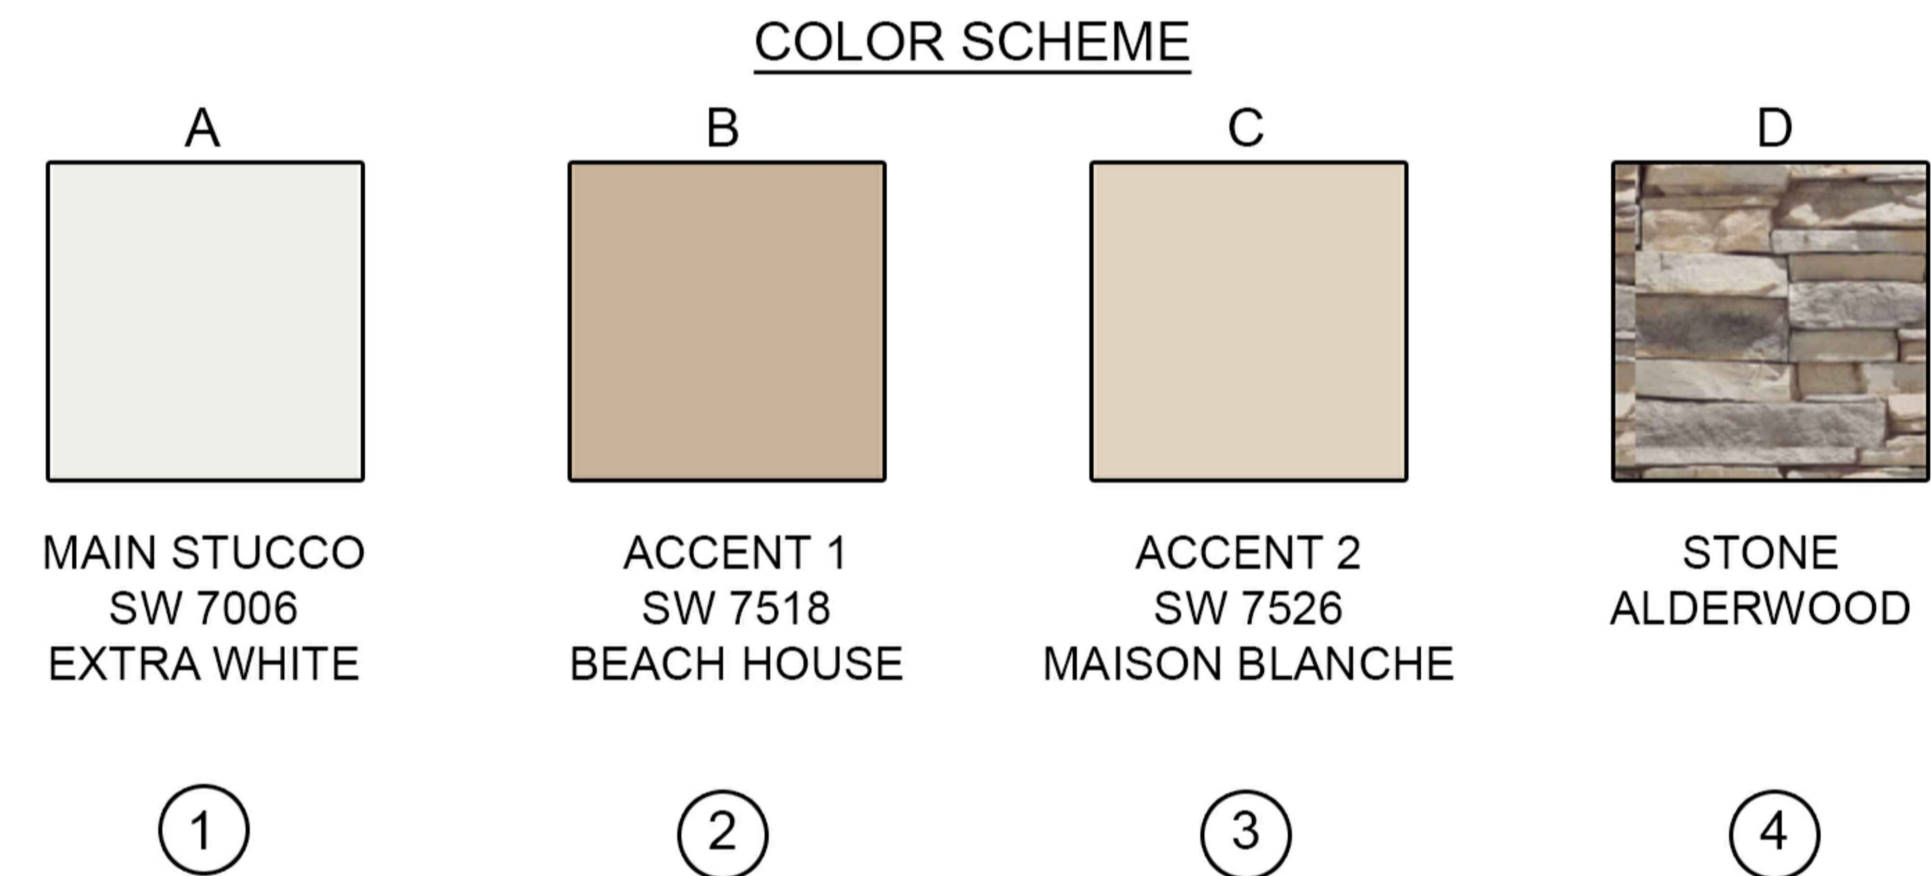 COLOR SCHEME
A
B
C
D
MAIN STUCCO
SW 7006
EXTRA WHITE
ACCENT 1
SW 7518
BEACH HOUSE
ACCENT 2
SW 7526
MAISON BLANCHE
STONE
ALDERWOOD
1
2
3
4